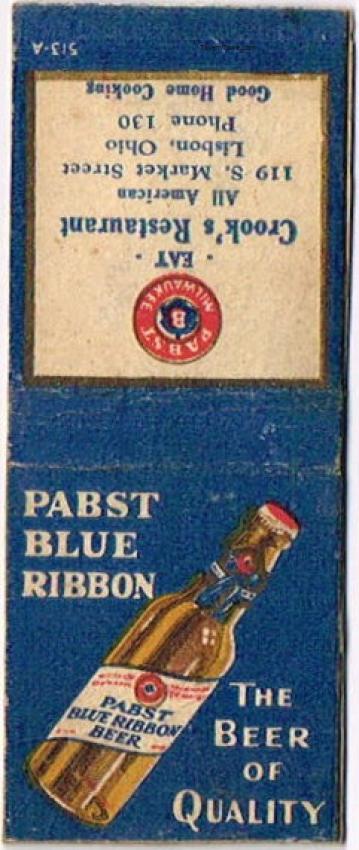 513-A
• EAT •
Crook's Restaurant
All American
119 S. Market Street
Lisbon, Ohio
Phone 130
Good Home Cooking
PABST
MILWAUKEE
B
PABST
BLUE
RIBBON
PABST
BLUE RIBBON
BEER
THE
BEER
OF
QUALITY